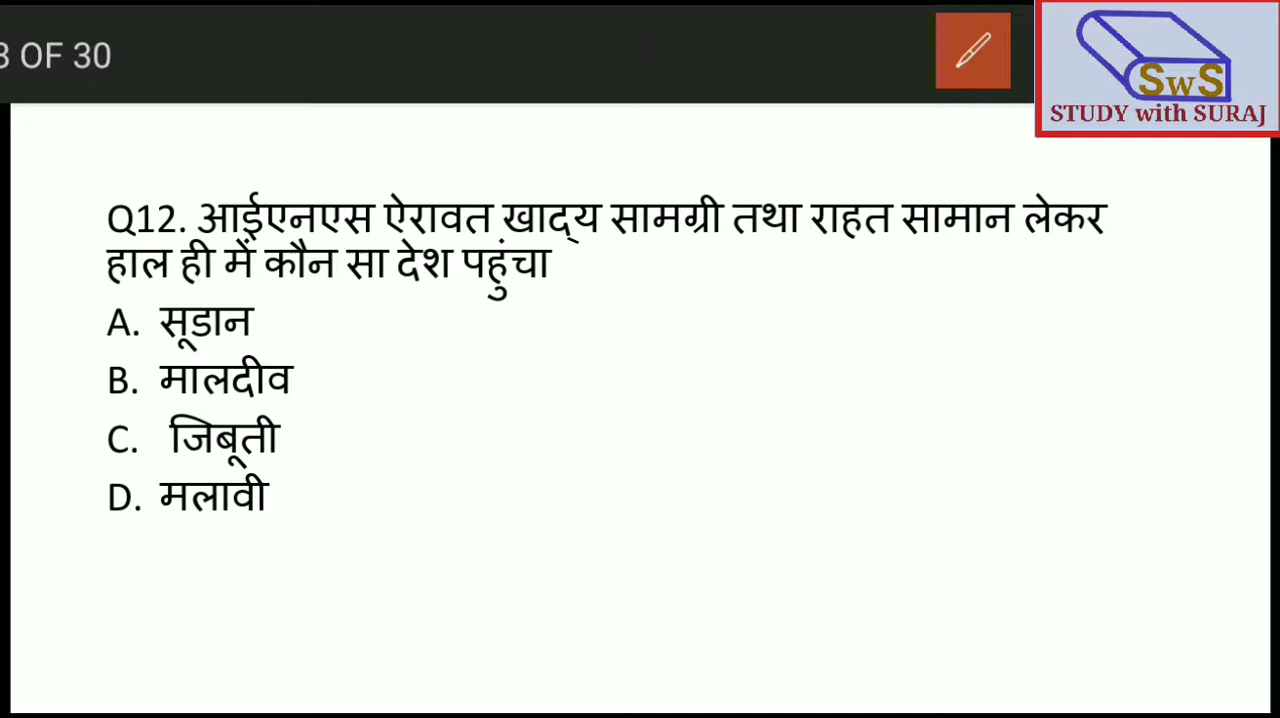 3 OF 30
SwS
STUDY with SURAJ
Q12. आईएनएस ऐरावत खाद्य सामग्री तथा राहत सामान लेकर
हाल ही में कौन सा देश पहुंचा
A. सूडान
B. मालदीव
C. जिबूती
D. मलावी